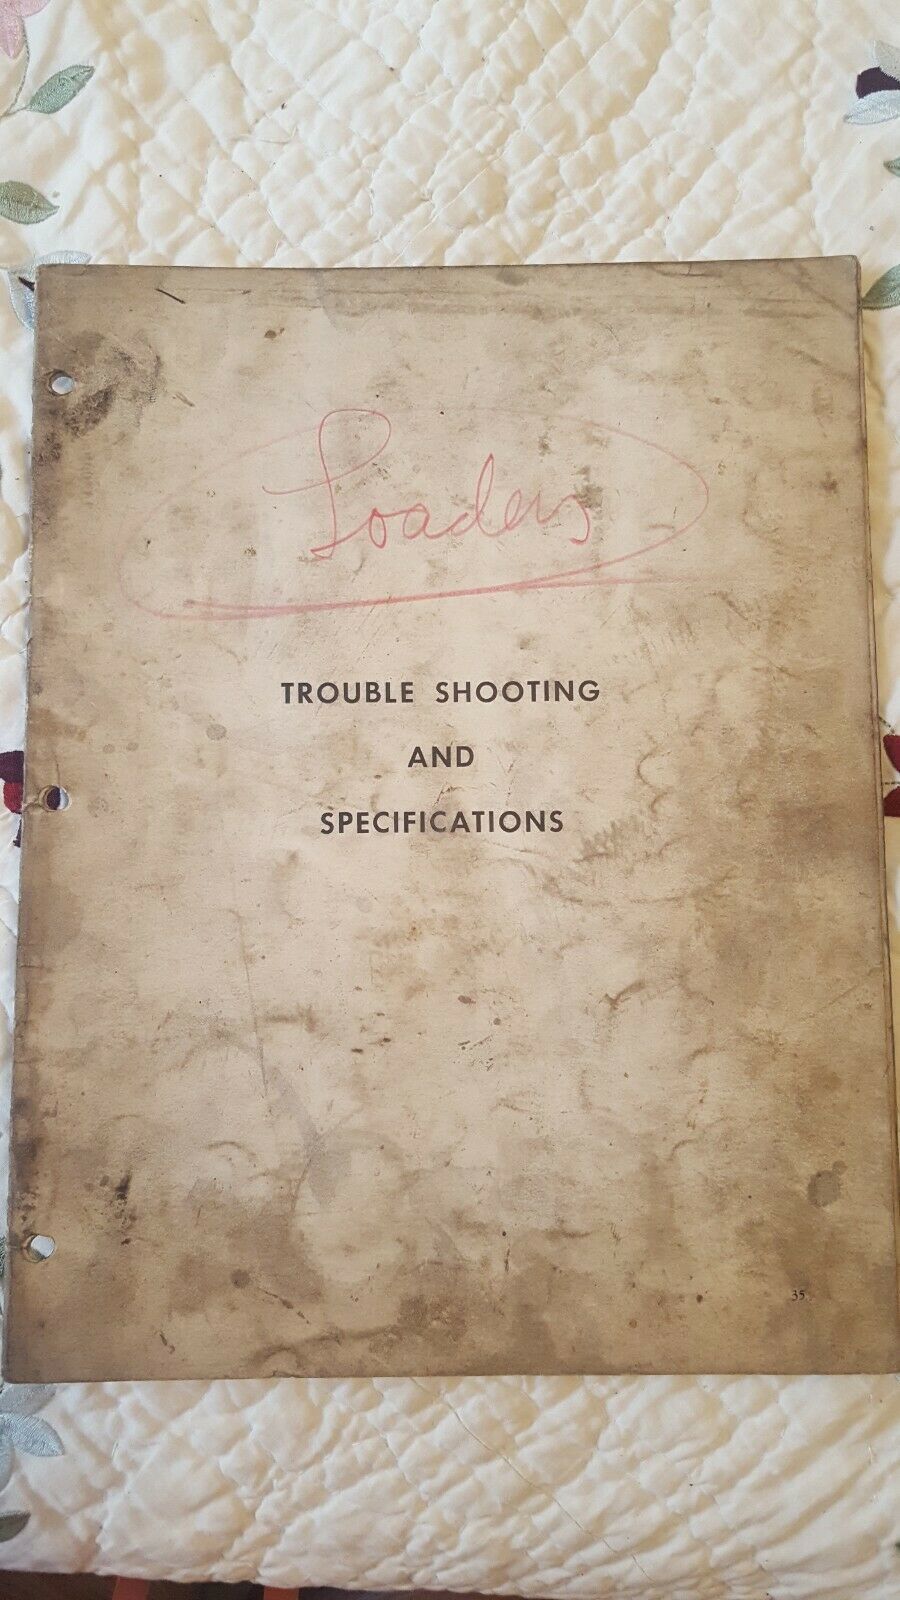 Loaders
TROUBLE SHOOTING
AND
SPECIFICATIONS
35